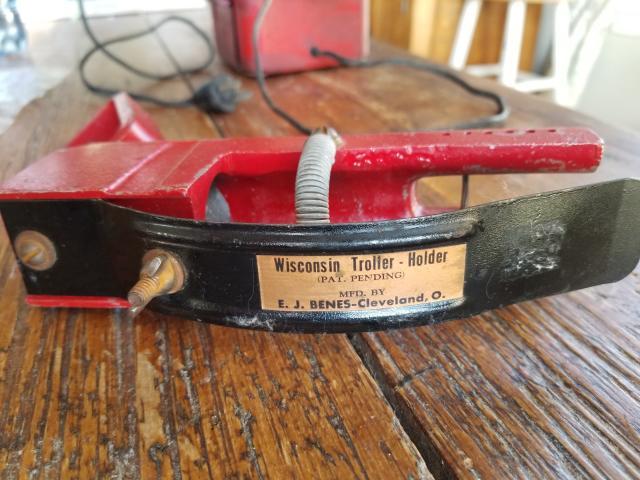 Wisconsin Troller - Holder
(PAT. PENDING)
MFD. BY
E. J. BENES-Cleveland, O.